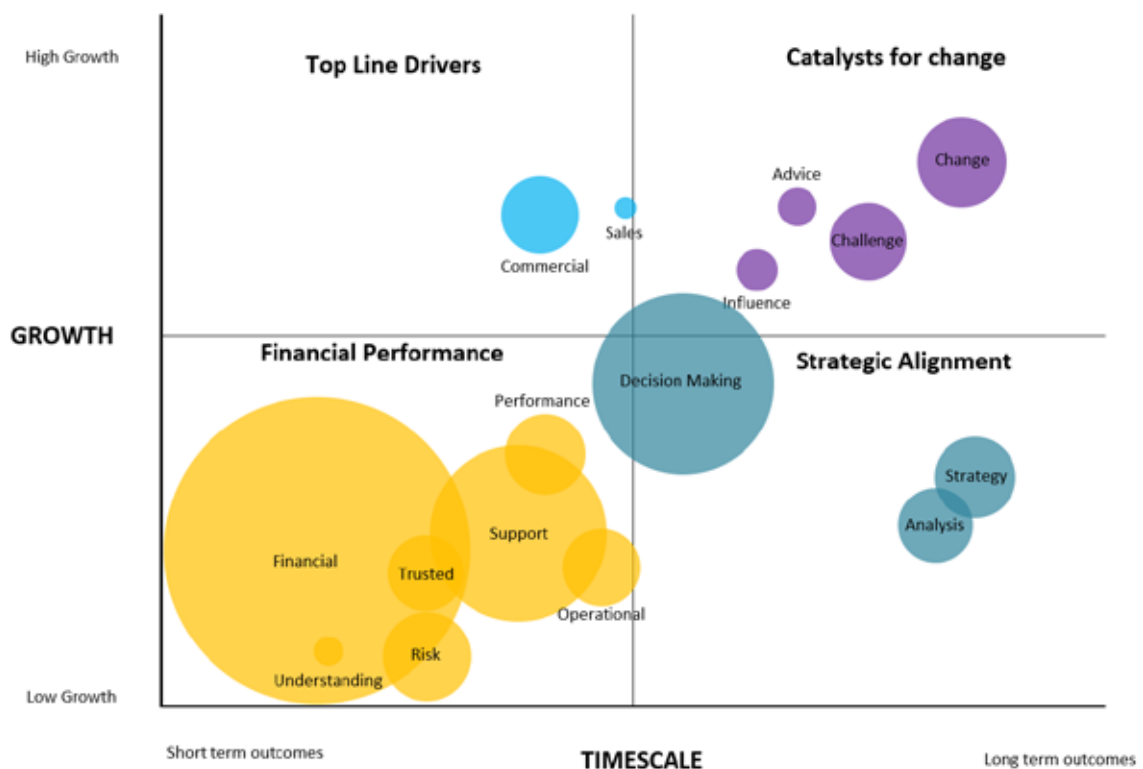 High Growth
Top Line Drivers
Catalysts for change
Change
Advice
Sales
Challenge
Commercial
Influence
GROWTH
Financial Performance
Strategic Alignment
Decision Making
Performance
Strategy
Analysis
Support
Financial
Trusted
Operational
Risk
Understanding
Low Growth
Short term outcomes
TIMESCALE
Long term outcomes